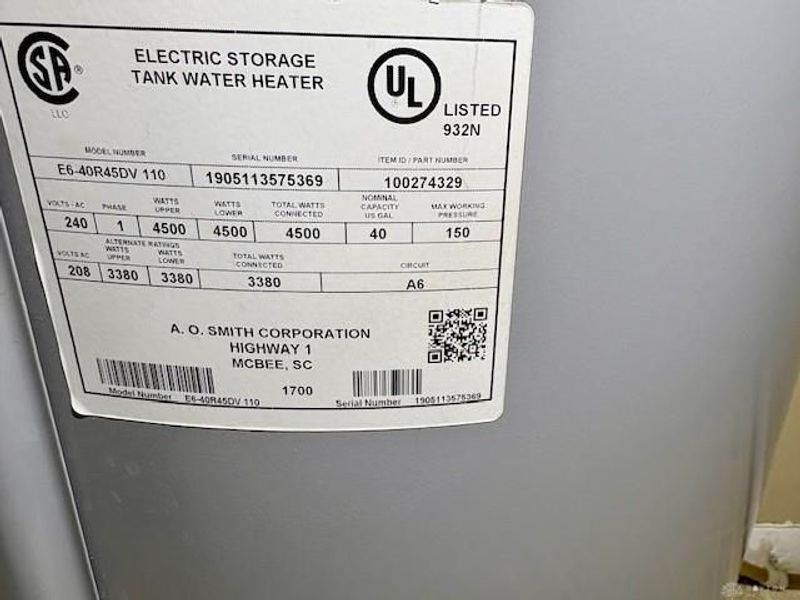 SA
®
LLC
ELECTRIC STORAGE
TANK WATER HEATER
UL
®
LISTED
932N
MODEL NUMBER SERIAL NUMBER ITEM ID / PART NUMBER
E6-40R45DV 110 1905113575369 100274329
VOLTS - AC PHASE WATTS UPPER WATTS LOWER TOTAL WATTS CONNECTED NOMINAL CAPACITY US GAL MAX WORKING PRESSURE
240 1 4500 4500 4500 40 150
ALTERNATE RATINGS
VOLTS AC WATTS UPPER WATTS LOWER TOTAL WATTS CONNECTED CIRCUIT
208 3380 3380 3380 A6
A. O. SMITH CORPORATION
HIGHWAY 1
MCBEE, SC
1700
Model Number E6-40R45DV 110 Serial Number 1905113575369